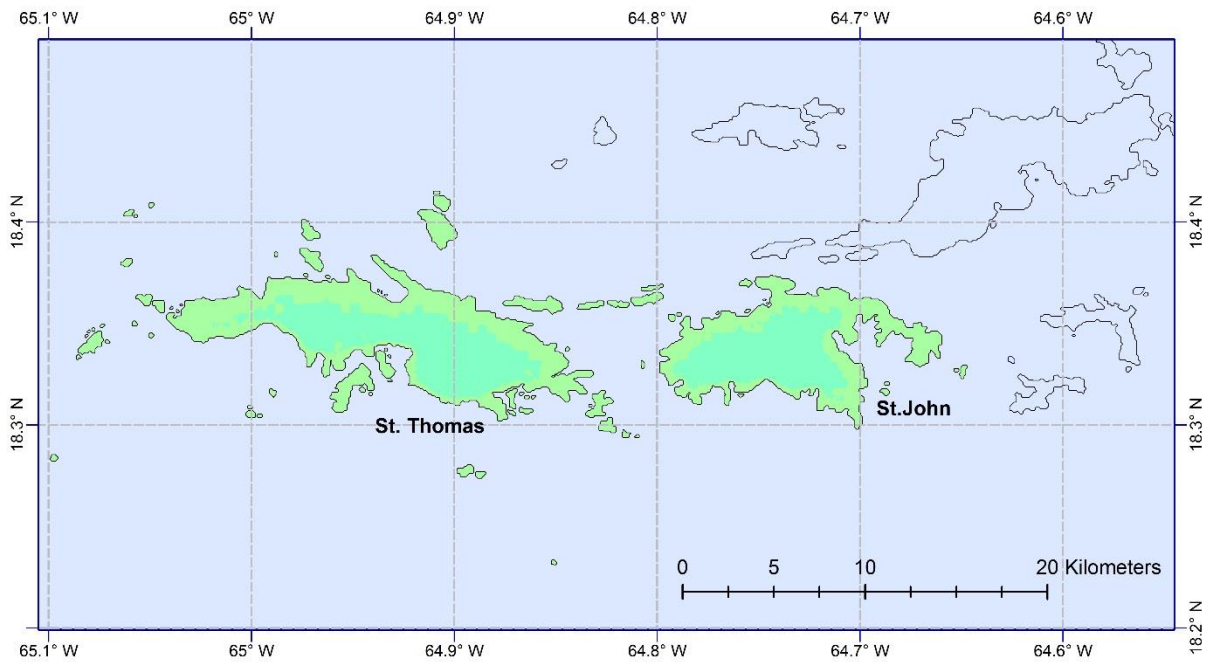 65.1° W 65° W 64.9° W 64.8° W 64.7° W 64.6° W
18.4° N 18.4° N
St.John
St. Thomas
18.3° N 18.3° N
0 5 10 20 Kilometers
18.2° N
65.1° W 65° W 64.9° W 64.8° W 64.7° W 64.6° W